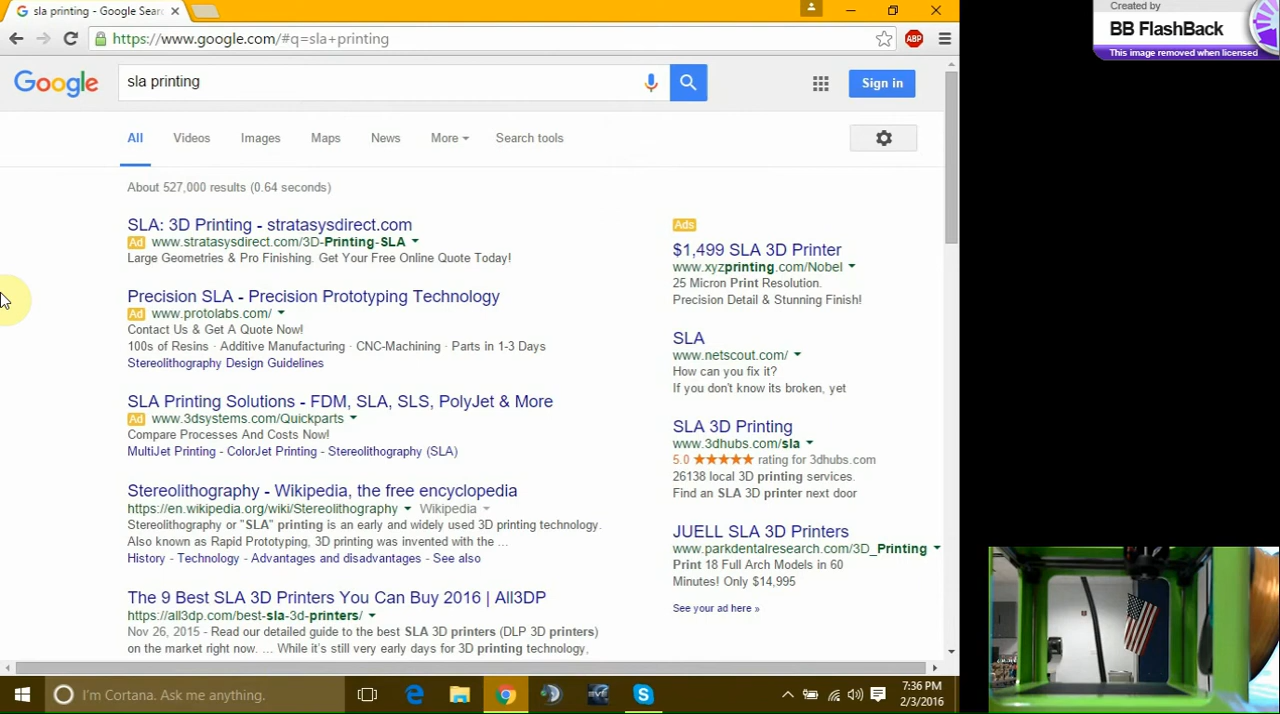 sla printing - Google Sear
https://www.google.com/#q=sla+printing
ABP
Google
sla printing
Sign in
All Videos Images Maps News More Search tools
About 527,000 results (0.64 seconds)
SLA: 3D Printing - stratasysdirect.com
Ad www.stratasysdirect.com/3D-Printing-SLA
Large Geometries & Pro Finishing. Get Your Free Online Quote Today!
Precision SLA - Precision Prototyping Technology
Ad www.protolabs.com/
Contact Us & Get A Quote Now!
100s of Resins · Additive Manufacturing · CNC-Machining · Parts in 1-3 Days
Stereolithography Design Guidelines
SLA Printing Solutions - FDM, SLA, SLS, PolyJet & More
Ad www.3dsystems.com/Quickparts
Compare Processes And Costs Now!
MultiJet Printing - ColorJet Printing - Stereolithography (SLA)
Stereolithography - Wikipedia, the free encyclopedia
https://en.wikipedia.org/wiki/Stereolithography Wikipedia
Stereolithography or "SLA" printing is an early and widely used 3D printing technology.
Also known as Rapid Prototyping, 3D printing was invented with the ...
History - Technology - Advantages and disadvantages - See also
The 9 Best SLA 3D Printers You Can Buy 2016 | All3DP
https://all3dp.com/best-sla-3d-printers/
Nov 26, 2015 - Read our detailed guide to the best SLA 3D printers (DLP 3D printers)
on the market right now. ... While it's still very early days for 3D printing technology,
Ads
$1,499 SLA 3D Printer
www.xyzprinting.com/Nobel
25 Micron Print Resolution.
Precision Detail & Stunning Finish!
SLA
www.netscout.com/
How can you fix it?
If you don't know its broken, yet
SLA 3D Printing
www.3dhubs.com/sla
5.0 ★★★★★ rating for 3dhubs.com
26138 local 3D printing services.
Find an SLA 3D printer next door
JUELL SLA 3D Printers
www.parkdentalresearch.com/3D_Printing
Print 18 Full Arch Models in 60
Minutes! Only $14,995
See your ad here »
I'm Cortana. Ask me anything.
7:36 PM
2/3/2016
Created by
BB FlashBack
This image removed when licensed